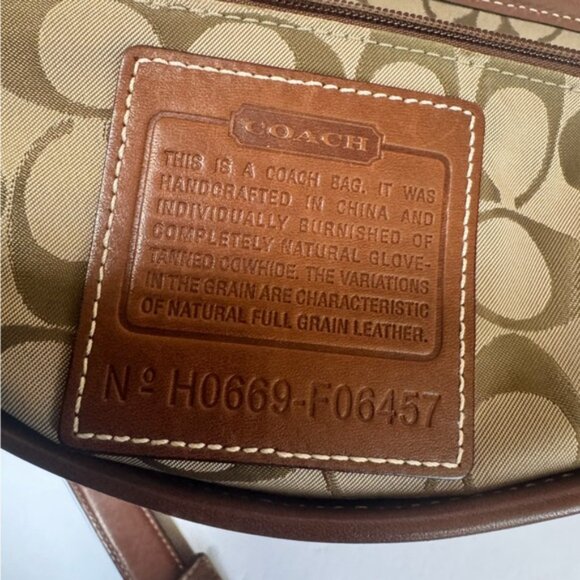 COACH
THIS IS A COACH BAG. IT WAS
HANDCRAFTED IN CHINA AND
INDIVIDUALLY BURNISHED OF
COMPLETELY NATURAL GLOVE-
TANNED COWHIDE. THE VARIATIONS
IN THE GRAIN ARE CHARACTERISTIC
OF NATURAL FULL GRAIN LEATHER.
Nº H0669-F06457